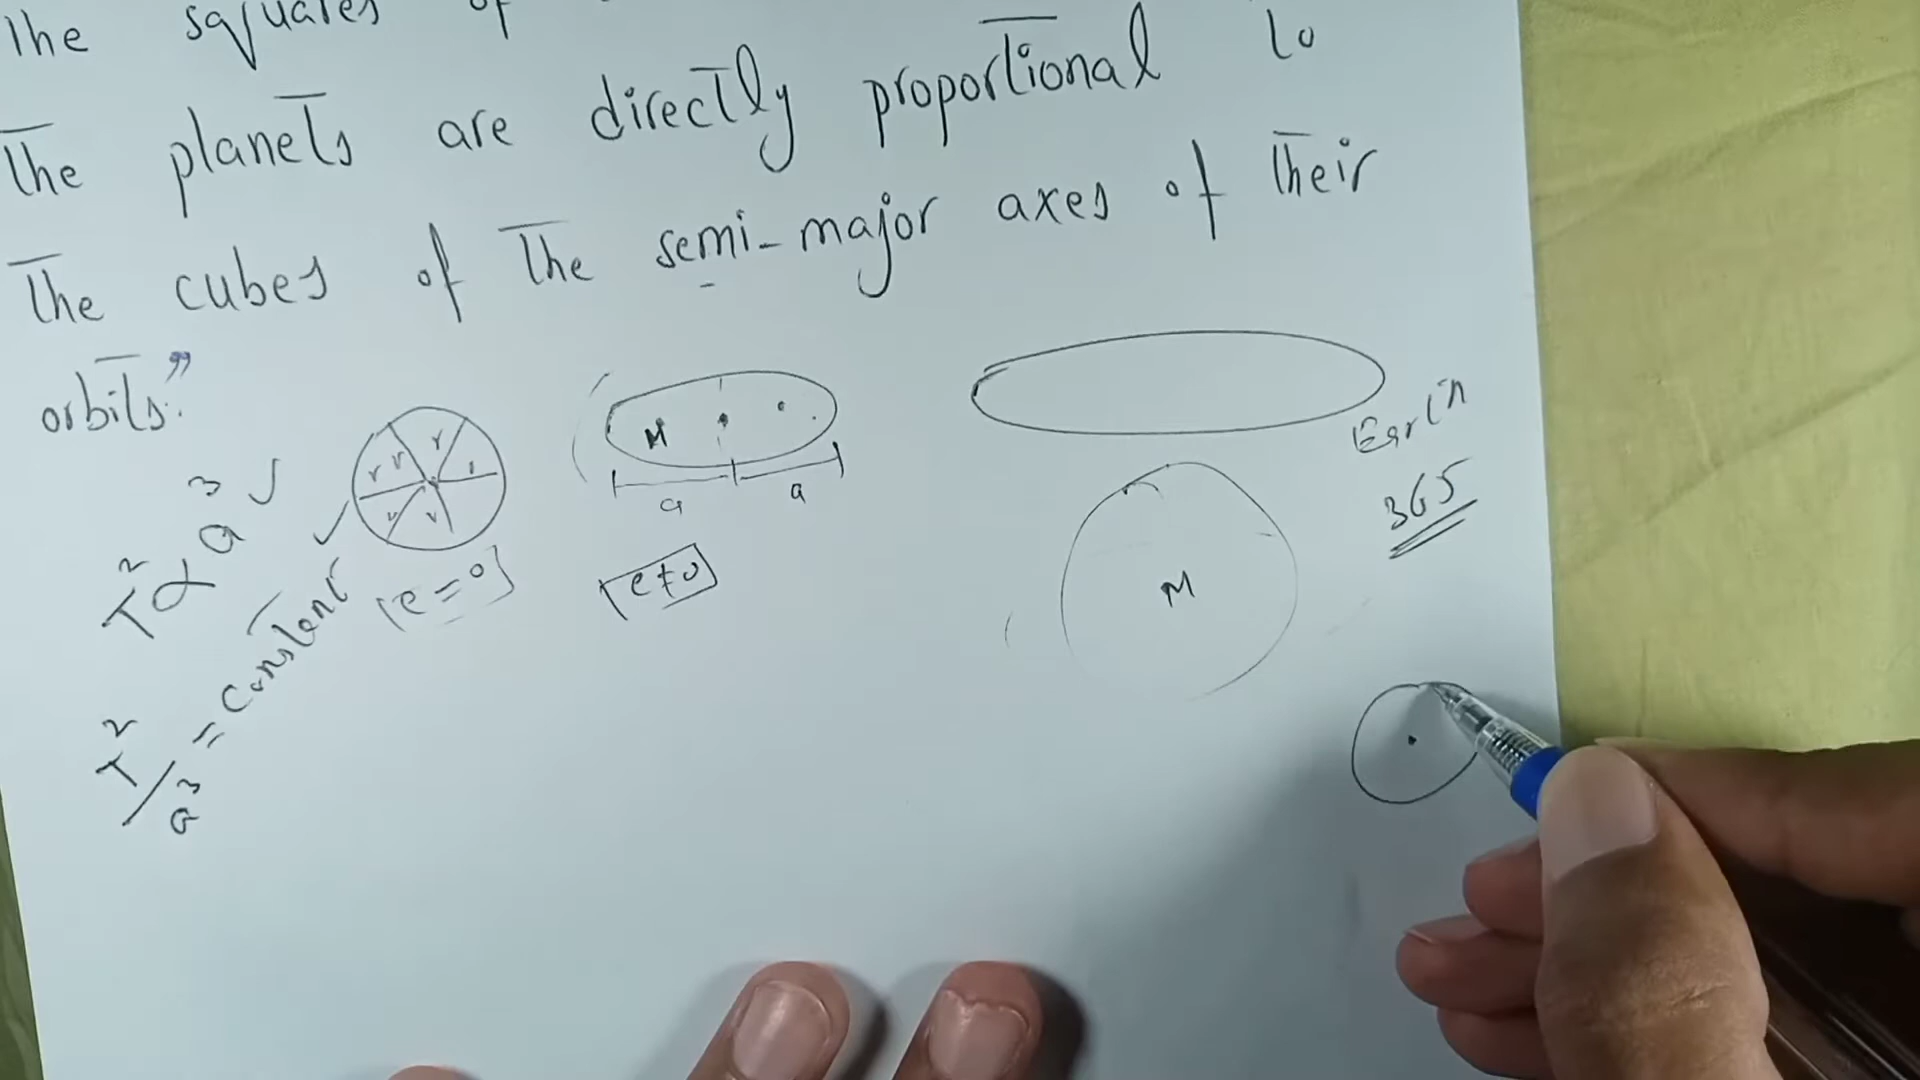 The squares of
The planets are directly proportional to
The cubes of the semi-major axes of their
orbits."
T² ∝ a³ ✓
T²/a³ = constent ✓
r r r r r r
[e=0]
M
a a
[e≠0]
M
Earth
365